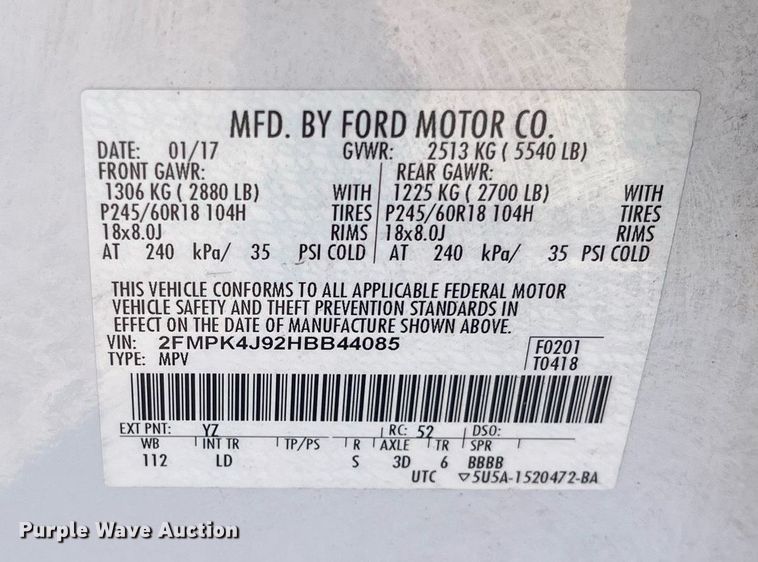 MFD. BY FORD MOTOR CO.
DATE: 01/17 GVWR: 2513 KG ( 5540 LB)
FRONT GAWR: REAR GAWR:
1306 KG ( 2880 LB) WITH 1225 KG ( 2700 LB) WITH
P245/60R18 104H TIRES P245/60R18 104H TIRES
18x8.0J RIMS 18x8.0J RIMS
AT 240 kPa/ 35 PSI COLD AT 240 kPa/ 35 PSI COLD
THIS VEHICLE CONFORMS TO ALL APPLICABLE FEDERAL MOTOR
VEHICLE SAFETY AND THEFT PREVENTION STANDARDS IN
EFFECT ON THE DATE OF MANUFACTURE SHOWN ABOVE.
VIN: 2FMPK4J92HBB44085 F0201
TYPE: MPV T0418
EXT PNT: YZ RC: 52 DSO:
WB INT TR TP/PS R AXLE TR SPR
112 LD S 3D 6 BBBB
UTC ▽5U5A-1520472-BA
Purple Wave Auction